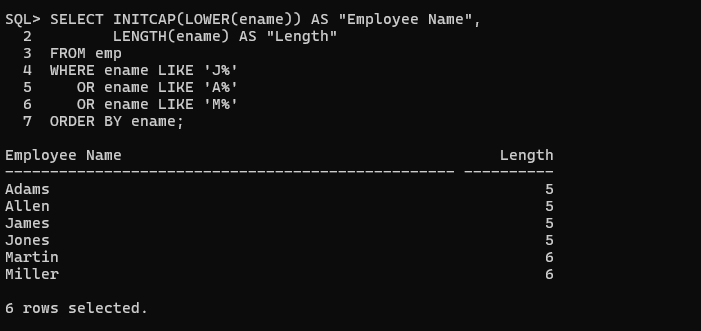 SQL> SELECT INITCAP(LOWER(ename)) AS "Employee Name",
  2         LENGTH(ename) AS "Length"
  3  FROM emp
  4  WHERE ename LIKE 'J%'
  5     OR ename LIKE 'A%'
  6     OR ename LIKE 'M%'
  7  ORDER BY ename;

Employee Name                                          Length
-------------------------------------------------- ----------
Adams                                                       5
Allen                                                       5
James                                                       5
Jones                                                       5
Martin                                                      6
Miller                                                      6

6 rows selected.